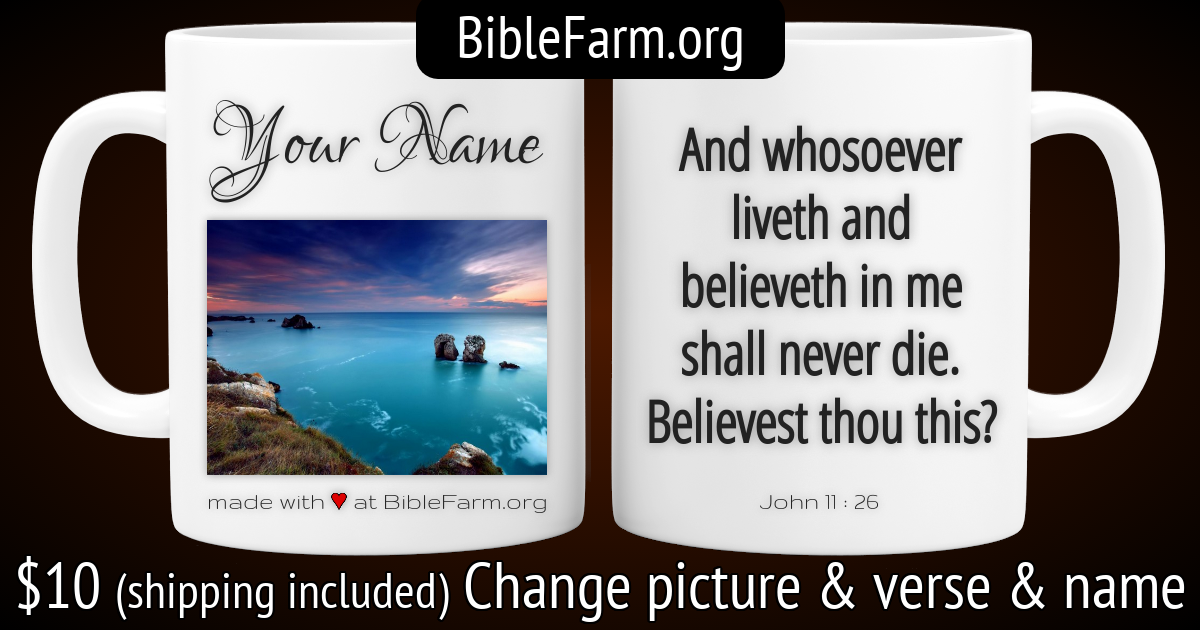 BibleFarm.org
Your Name
made with ♥ at BibleFarm.org
And whosoever
liveth and
believeth in me
shall never die.
Believest thou this?
John 11 : 26
$10 (shipping included) Change picture & verse & name